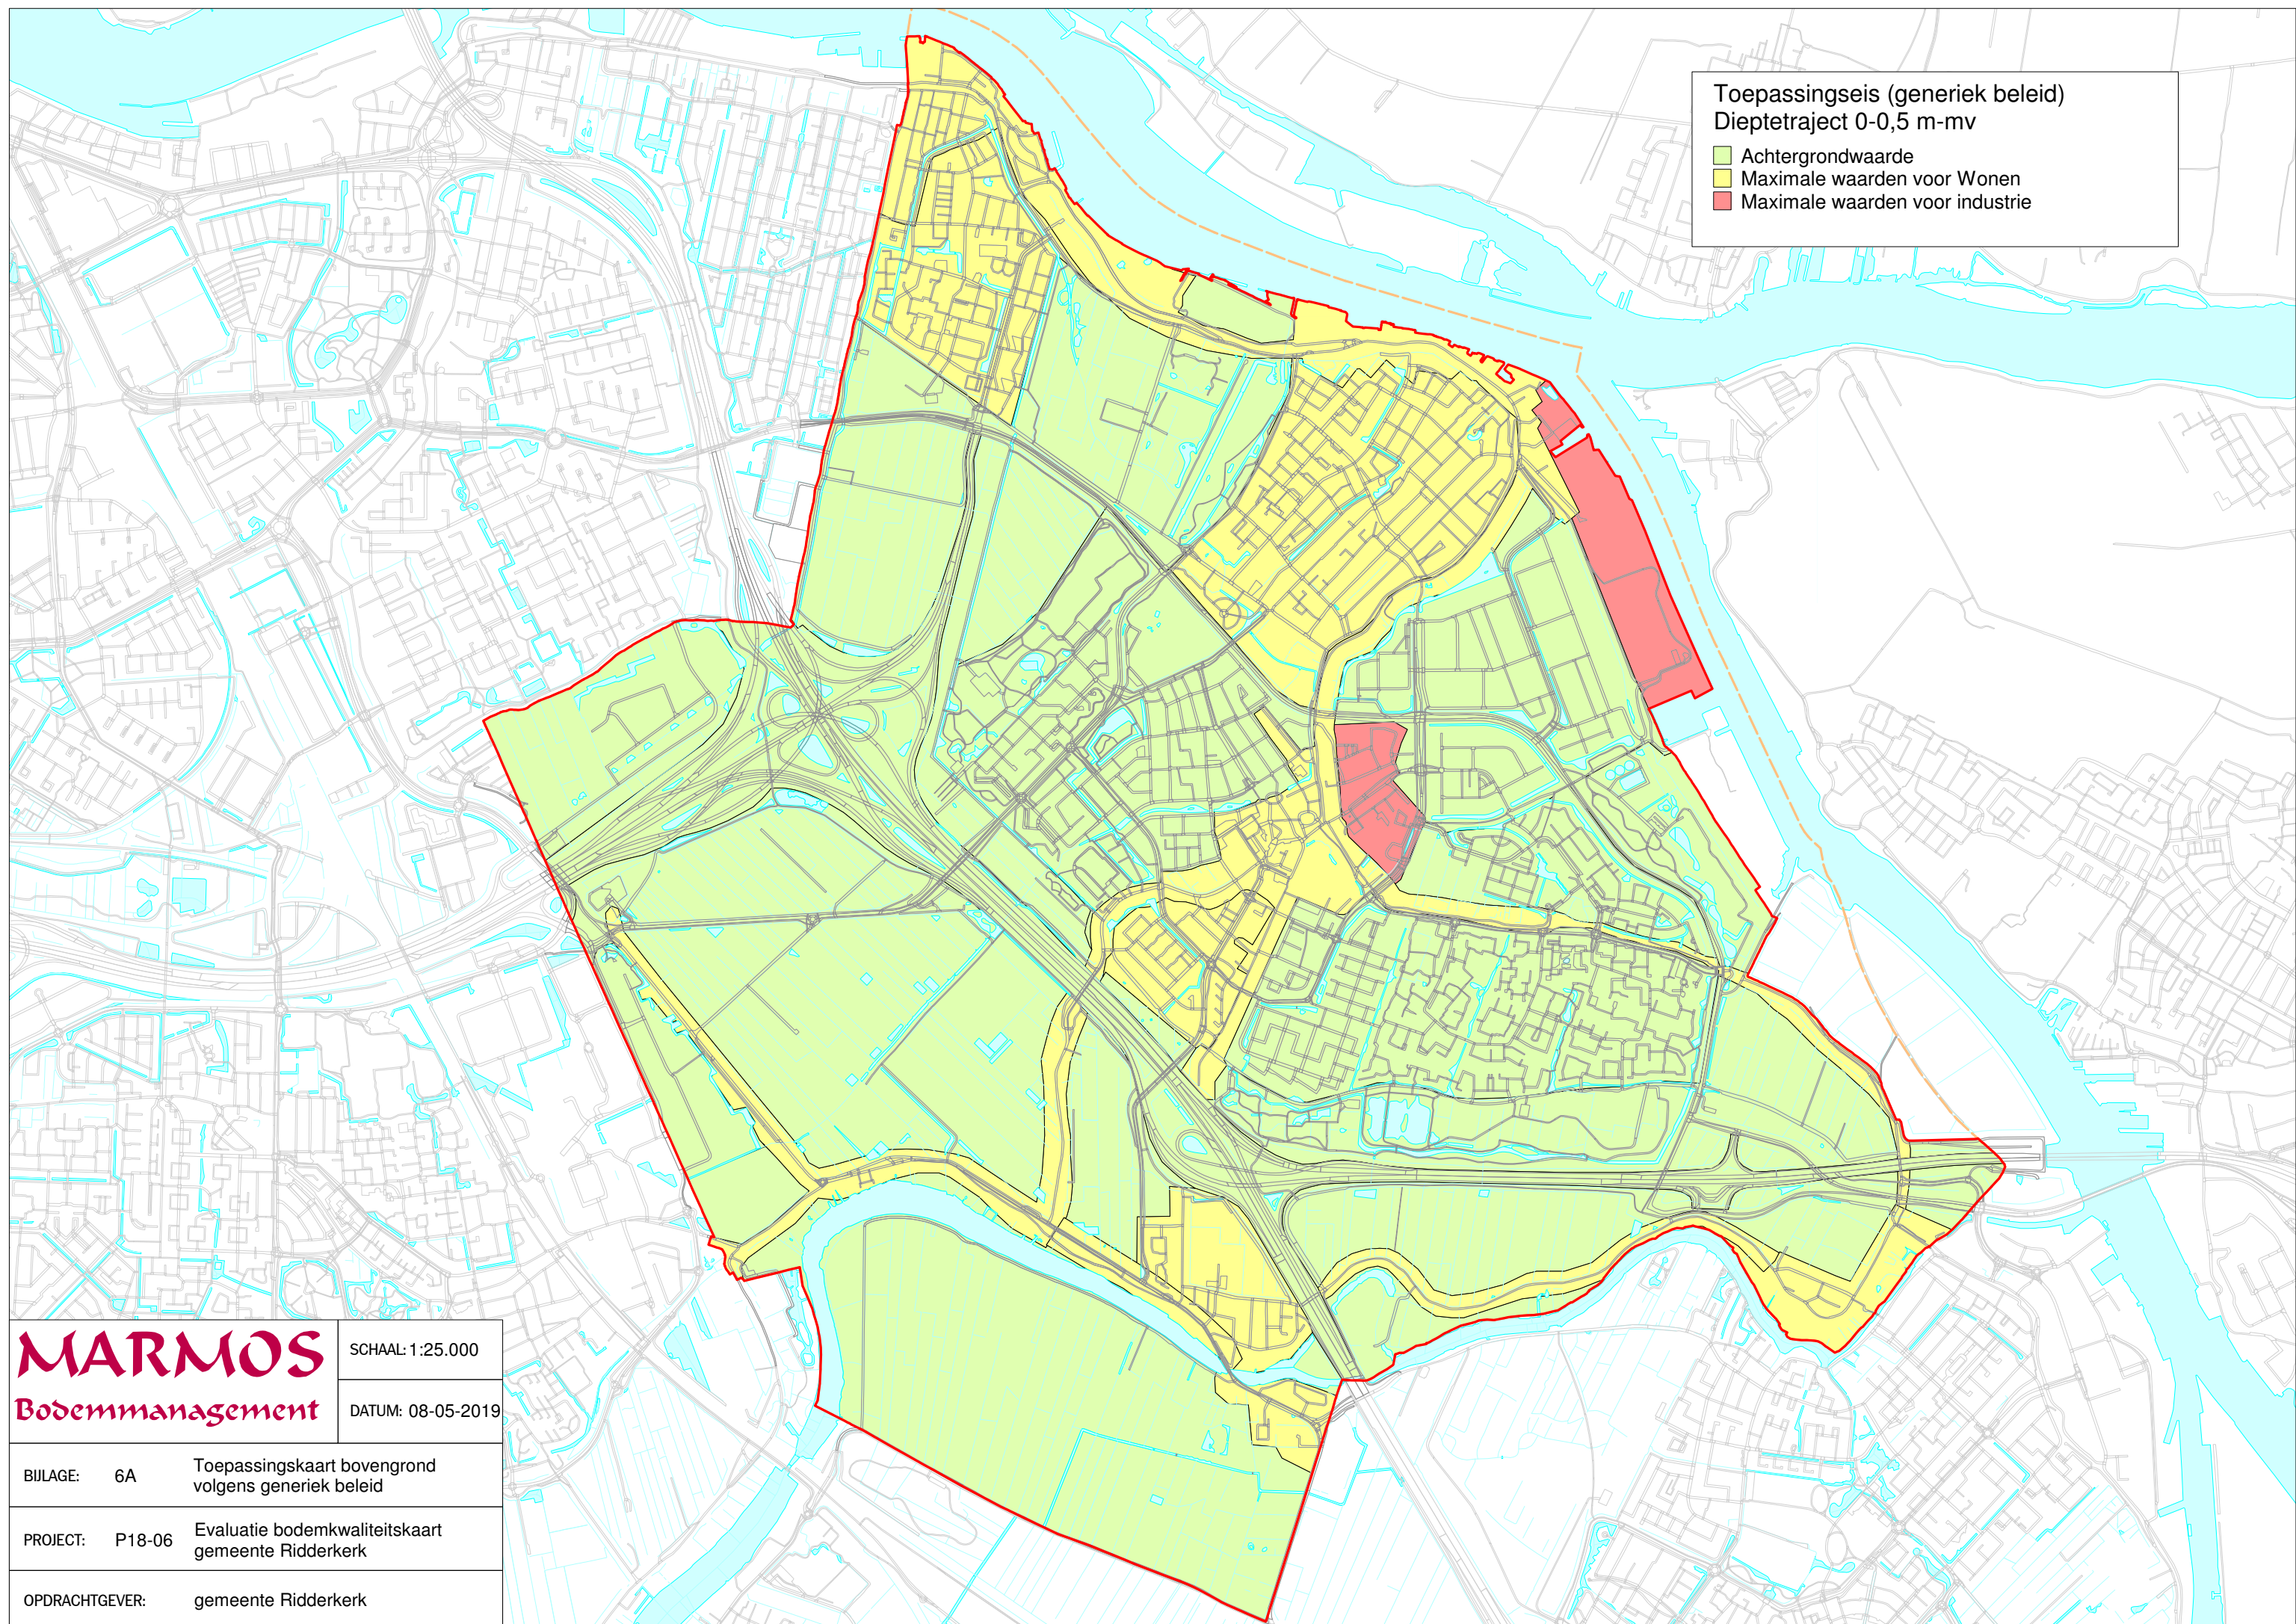 Toepassingseis (generiek beleid)
Dieptetraject 0-0,5 m-mv
Achtergrondwaarde
Maximale waarden voor Wonen
Maximale waarden voor industrie
MARMOS
Bodemmanagement
SCHAAL: 1:25.000
DATUM: 08-05-2019
BIJLAGE: 6A Toepassingskaart bovengrond
volgens generiek beleid
PROJECT: P18-06 Evaluatie bodemkwaliteitskaart
gemeente Ridderkerk
OPDRACHTGEVER: gemeente Ridderkerk